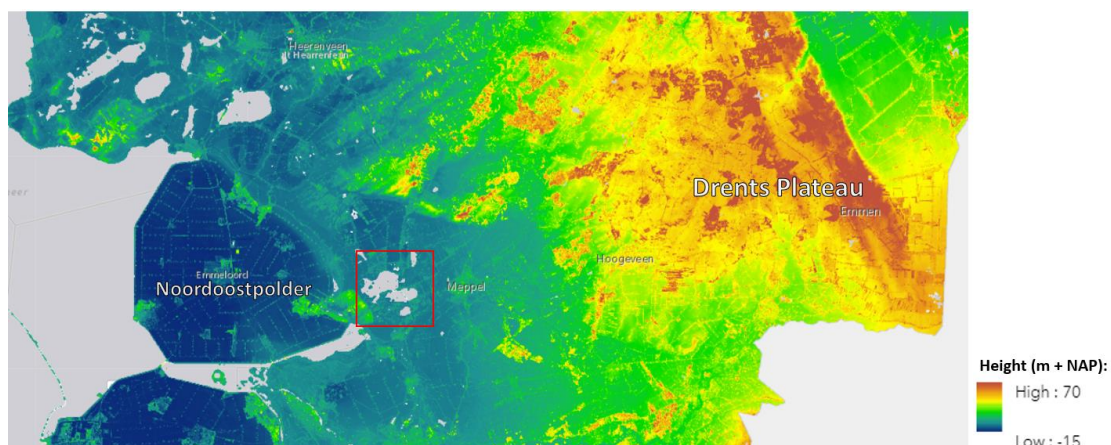 Heerenveen
it Hearrenfean
Drents Plateau
Emmen
Hoogeveen
Emmeloord
Noordoostpolder
Meppel
Height (m + NAP):
High : 70
Low : -15